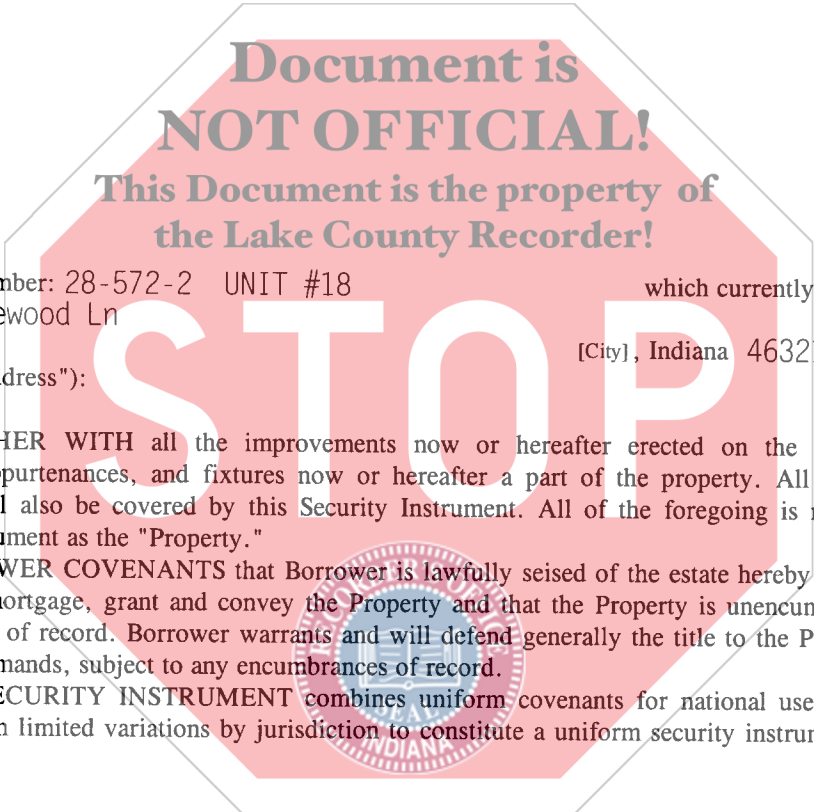 Document is
NOT OFFICIAL!
This Document is the property of
the Lake County Recorder!
mber: 28-572-2 UNIT #18 which currently
ewood Ln
[City], Indiana 4632
dress"):
STOP
HER WITH all the improvements now or hereafter erected on the
purtenances, and fixtures now or hereafter a part of the property. All
l also be covered by this Security Instrument. All of the foregoing is
ument as the "Property."
WER COVENANTS that Borrower is lawfully seised of the estate hereby
nortgage, grant and convey the Property and that the Property is unencum
of record. Borrower warrants and will defend generally the title to the P
mands, subject to any encumbrances of record.
ECURITY INSTRUMENT combines uniform covenants for national use
n limited variations by jurisdiction to constitute a uniform security instrum
RECORDER'S OFFICE
SEAL
INDIANA